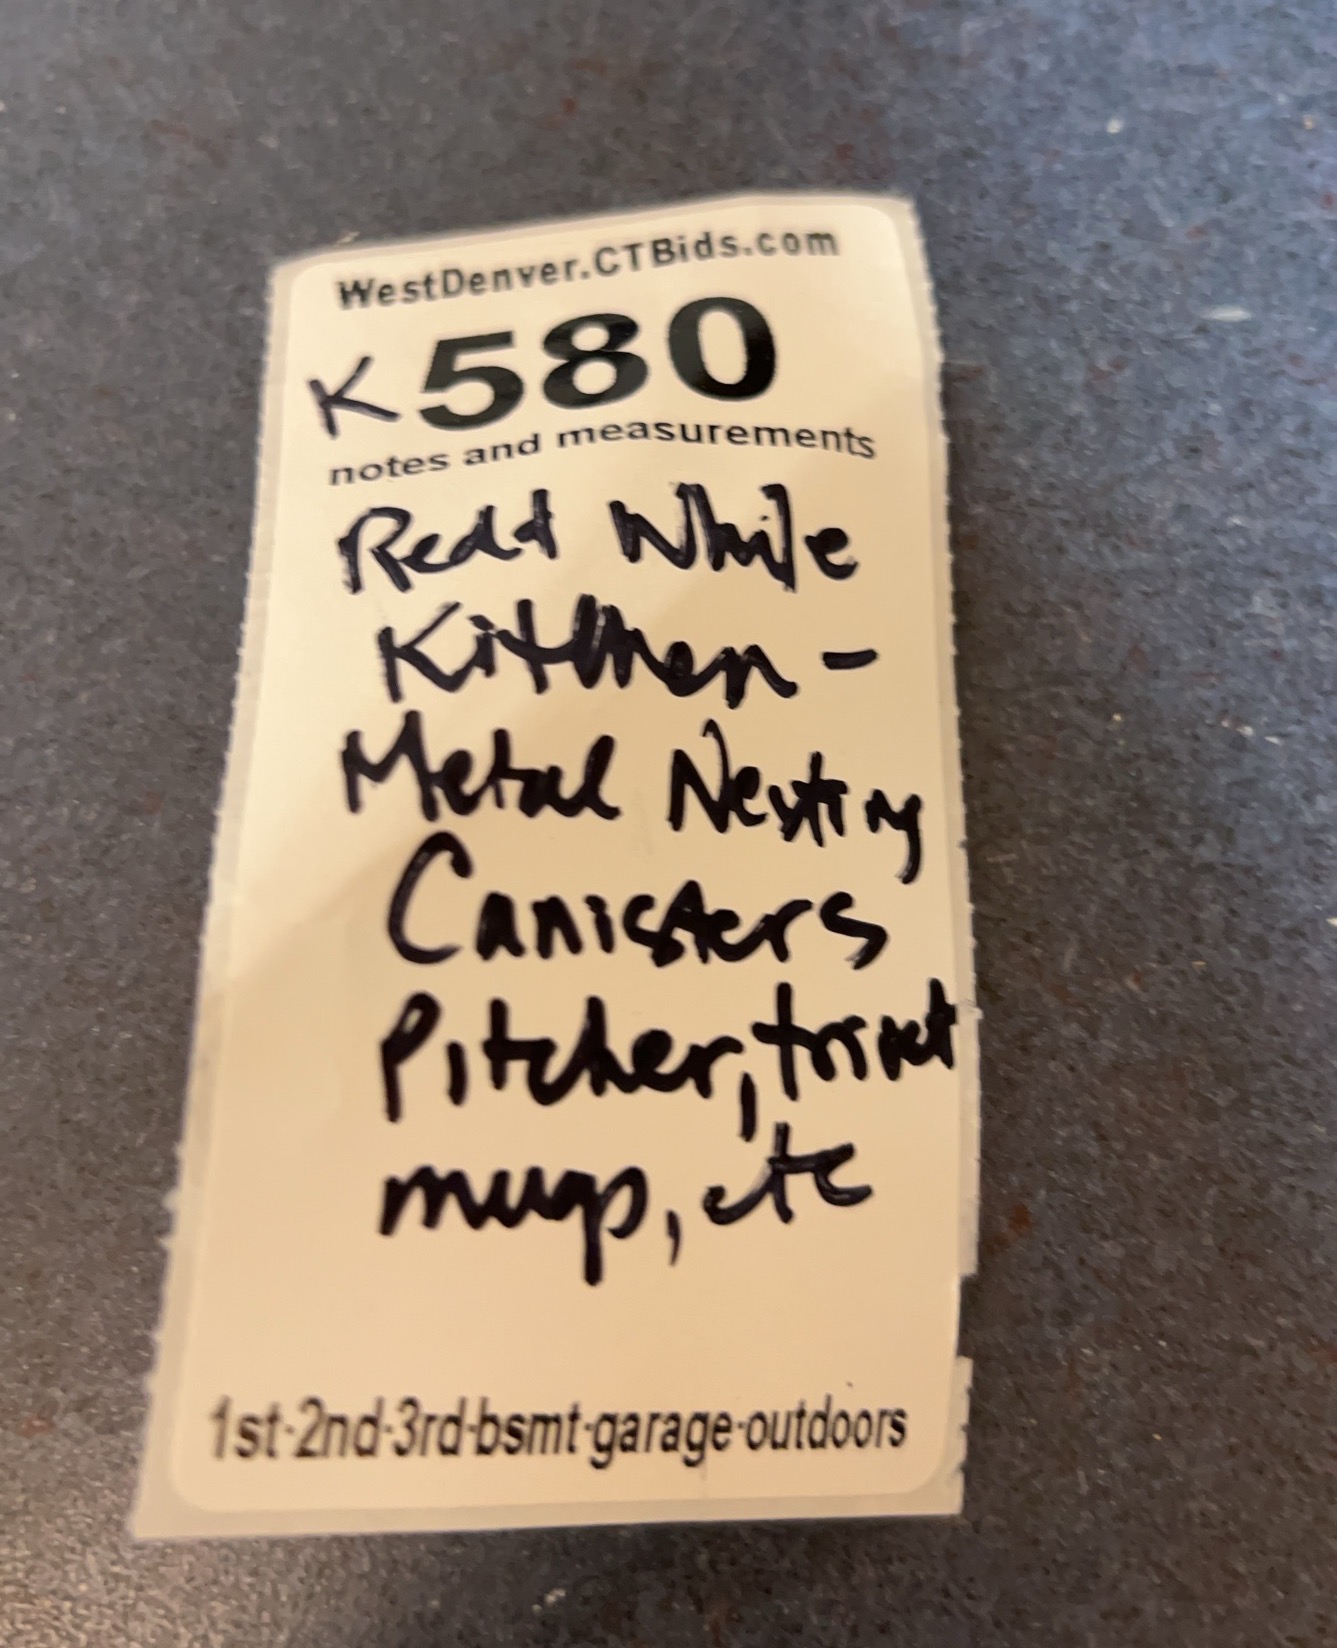 WestDenver.CTBids.com
K 580
notes and measurements
Red & White
Kitchen -
Metal Nesting
Canisters
Pitcher, trivet
mugs, etc
1st-2nd-3rd-bsmt-garage-outdoors